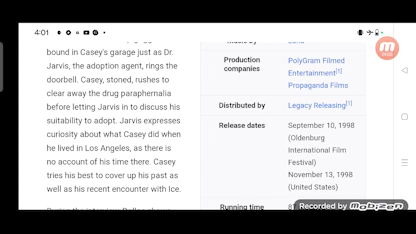 4:01
bound in Casey's garage just as Dr.
Jarvis, the adoption agent, rings the
doorbell. Casey, stoned, rushes to
clear away the drug paraphernalia
before letting Jarvis in to discuss his
suitability to adopt. Jarvis expresses
curiosity about what Casey did when
he lived in Los Angeles, as there is
no account of his time there. Casey
tries his best to cover up his past as
well as his recent encounter with Ice.
Production
companies
PolyGram Filmed
Entertainment[1]
Propaganda Films
Distributed by
Legacy Releasing[1]
Release dates
September 10, 1998
(Oldenburg
International Film
Festival)
November 13, 1998
(United States)
Running time
Recorded by Mobizen